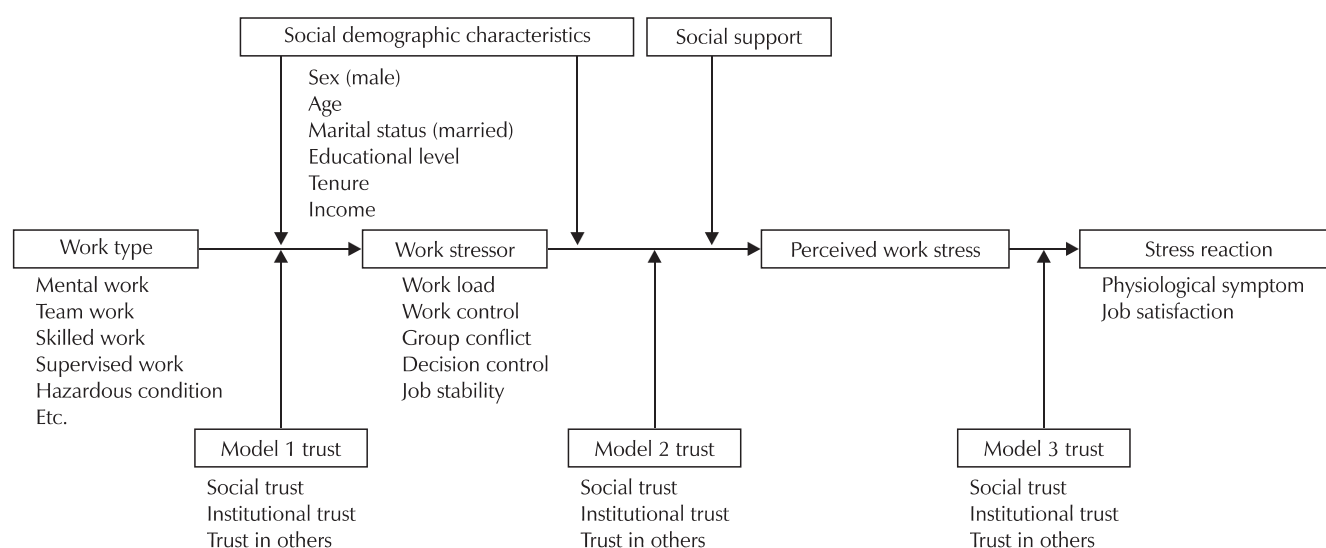 Social demographic characteristics
Social support
Sex (male)
Age
Marital status (married)
Educational level
Tenure
Income
Work type
Mental work
Team work
Skilled work
Supervised work
Hazardous condition
Etc.
Work stressor
Work load
Work control
Group conflict
Decision control
Job stability
Perceived work stress
Stress reaction
Physiological symptom
Job satisfaction
Model 1 trust
Social trust
Institutional trust
Trust in others
Model 2 trust
Social trust
Institutional trust
Trust in others
Model 3 trust
Social trust
Institutional trust
Trust in others